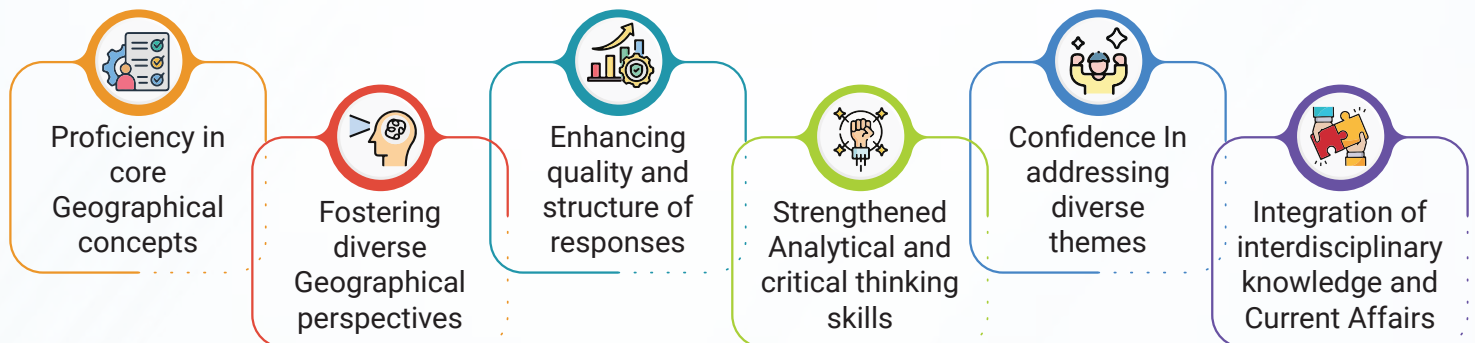 Proficiency in
core
Geographical
concepts
Fostering
diverse
Geographical
perspectives
Enhancing
quality and
structure of
responses
Strengthened
Analytical and
critical thinking
skills
Confidence In
addressing
diverse
themes
Integration of
interdisciplinary
knowledge and
Current Affairs